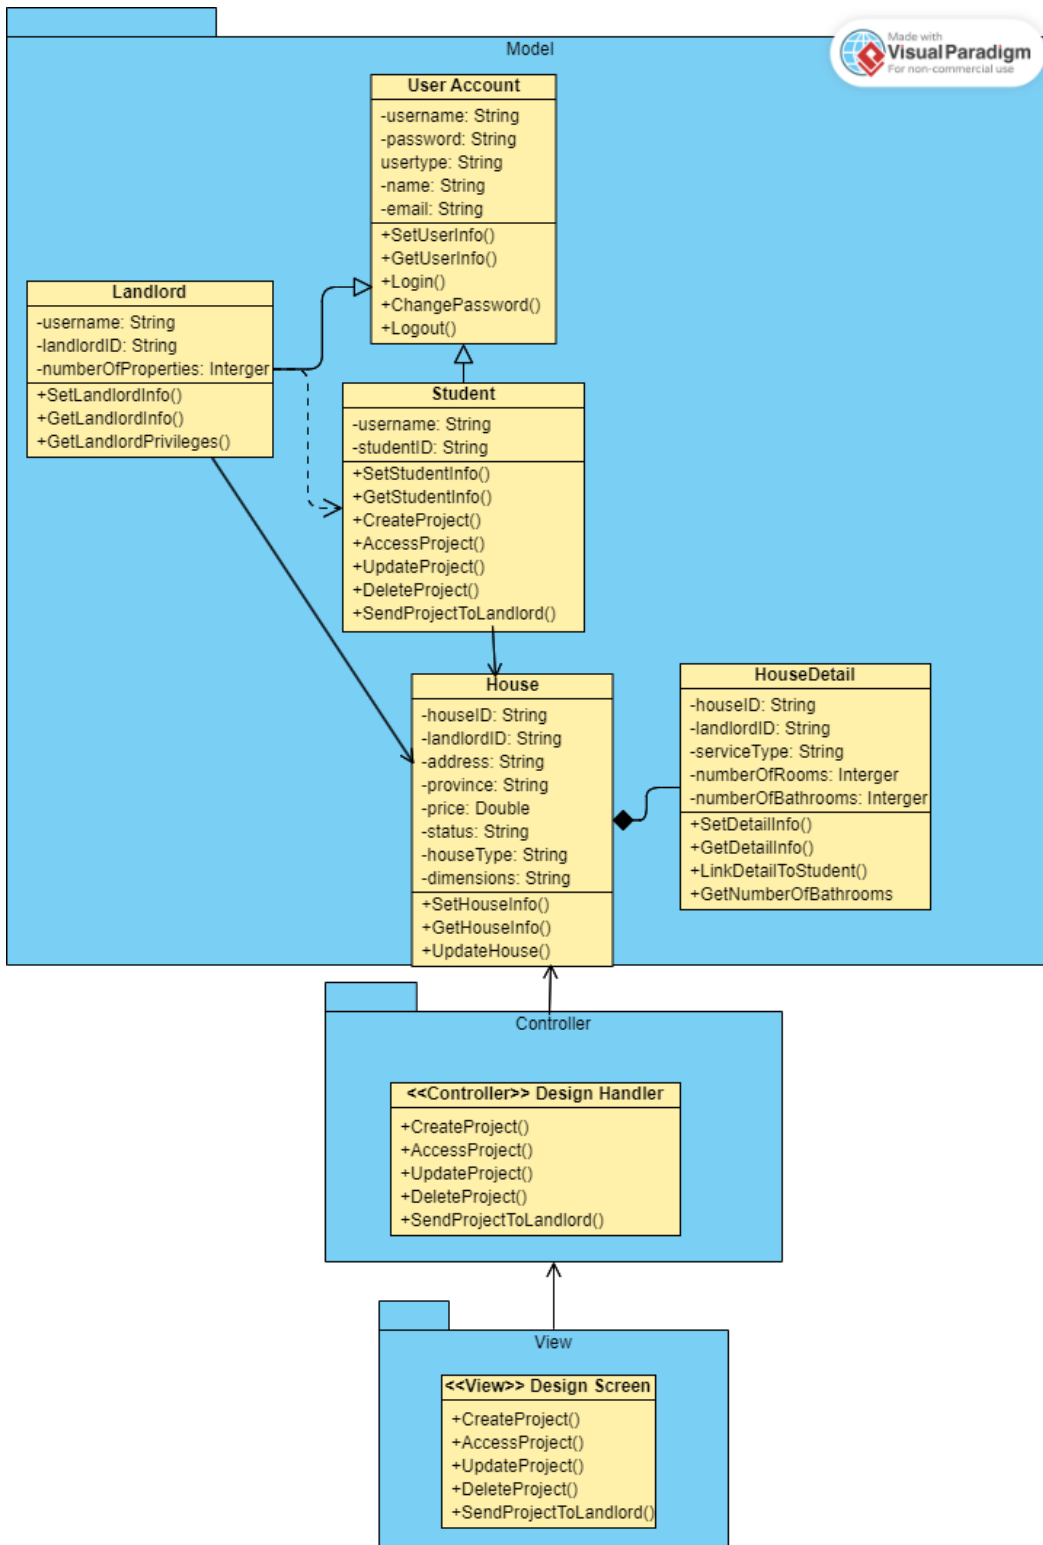 Model
Made with
Visual Paradigm
For non-commercial use
User Account
-username: String
-password: String
usertype: String
-name: String
-email: String
+SetUserInfo()
+GetUserInfo()
+Login()
+ChangePassword()
+Logout()
Landlord
-username: String
-landlordID: String
-numberOfProperties: Interger
+SetLandlordInfo()
+GetLandlordInfo()
+GetLandlordPrivileges()
Student
-username: String
-studentID: String
+SetStudentInfo()
+GetStudentInfo()
+CreateProject()
+AccessProject()
+UpdateProject()
+DeleteProject()
+SendProjectToLandlord()
House
-houseID: String
-landlordID: String
-address: String
-province: String
-price: Double
-status: String
-houseType: String
-dimensions: String
+SetHouseInfo()
+GetHouseInfo()
+UpdateHouse()
HouseDetail
-houseID: String
-landlordID: String
-serviceType: String
-numberOfRooms: Interger
-numberOfBathrooms: Interger
+SetDetailInfo()
+GetDetailInfo()
+LinkDetailToStudent()
+GetNumberOfBathrooms
Controller
<<Controller>> Design Handler
+CreateProject()
+AccessProject()
+UpdateProject()
+DeleteProject()
+SendProjectToLandlord()
View
<<View>> Design Screen
+CreateProject()
+AccessProject()
+UpdateProject()
+DeleteProject()
+SendProjectToLandlord()